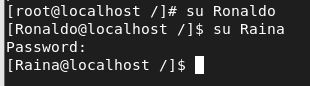 [root@localhost /]# su Ronaldo
[Ronaldo@localhost /]$ su Raina
Password:
[Raina@localhost /]$